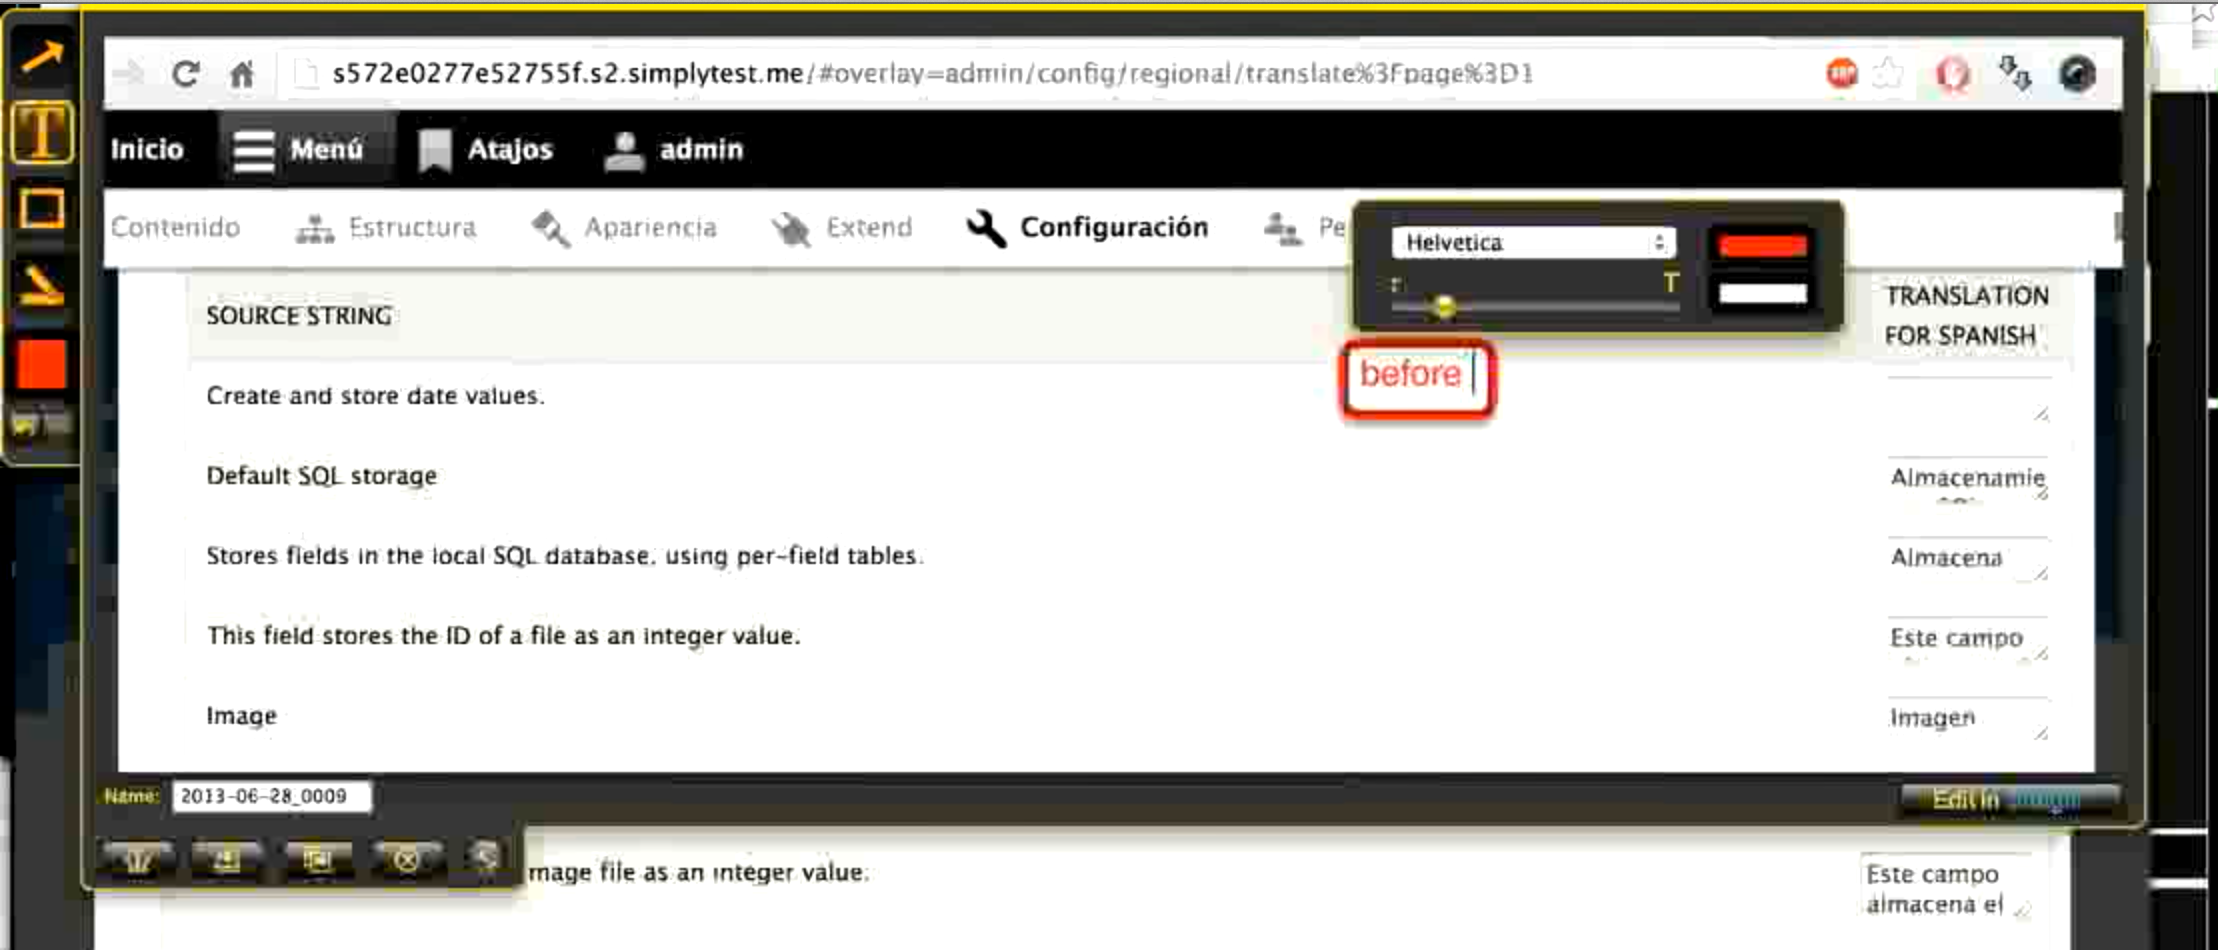 s572e0277e52755f.s2.simplytest.me/#overlay=admin/config/regional/translate%3Fpage%3D1
Inicio Menú Atajos admin
Contenido Estructura Apariencia Extend Configuración Pe
Helvetica
T
SOURCE STRING
TRANSLATION
FOR SPANISH
before
Create and store date values.
Default SQL storage
Almacenamie
Stores fields in the local SQL database, using per-field tables.
Almacena
This field stores the ID of a file as an integer value.
Este campo
Image
Imagen
Name: 2013-06-28_0009
Edit in
mage file as an integer value.
Este campo
almacena el